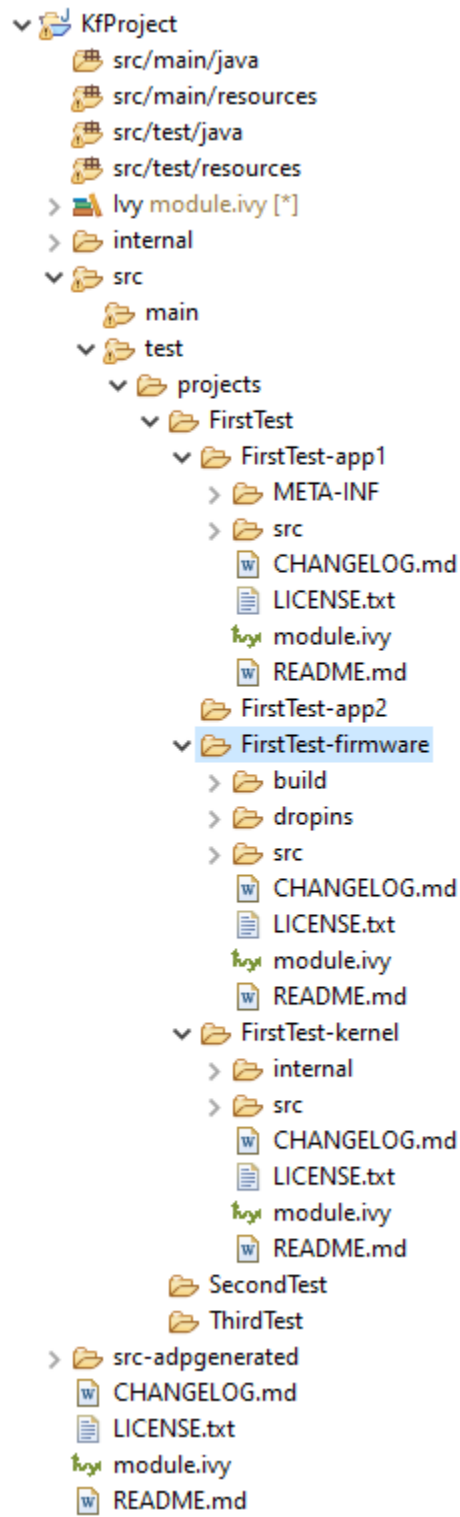 KfProject
src/main/java
src/main/resources
src/test/java
src/test/resources
Ivy module.ivy [*]
internal
src
main
test
projects
FirstTest
FirstTest-app1
META-INF
src
CHANGELOG.md
LICENSE.txt
module.ivy
README.md
FirstTest-app2
FirstTest-firmware
build
dropins
src
CHANGELOG.md
LICENSE.txt
module.ivy
README.md
FirstTest-kernel
internal
src
CHANGELOG.md
LICENSE.txt
module.ivy
README.md
SecondTest
ThirdTest
src-adpgenerated
CHANGELOG.md
LICENSE.txt
module.ivy
README.md